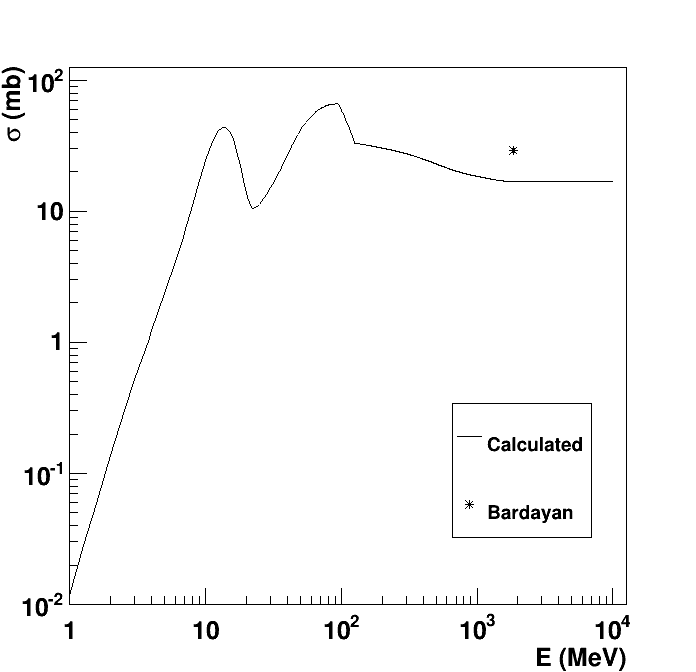 σ (mb)
10²
10
1
10⁻¹
10⁻²
Calculated
Bardayan
1 10 10² 10³ 10⁴
E (MeV)